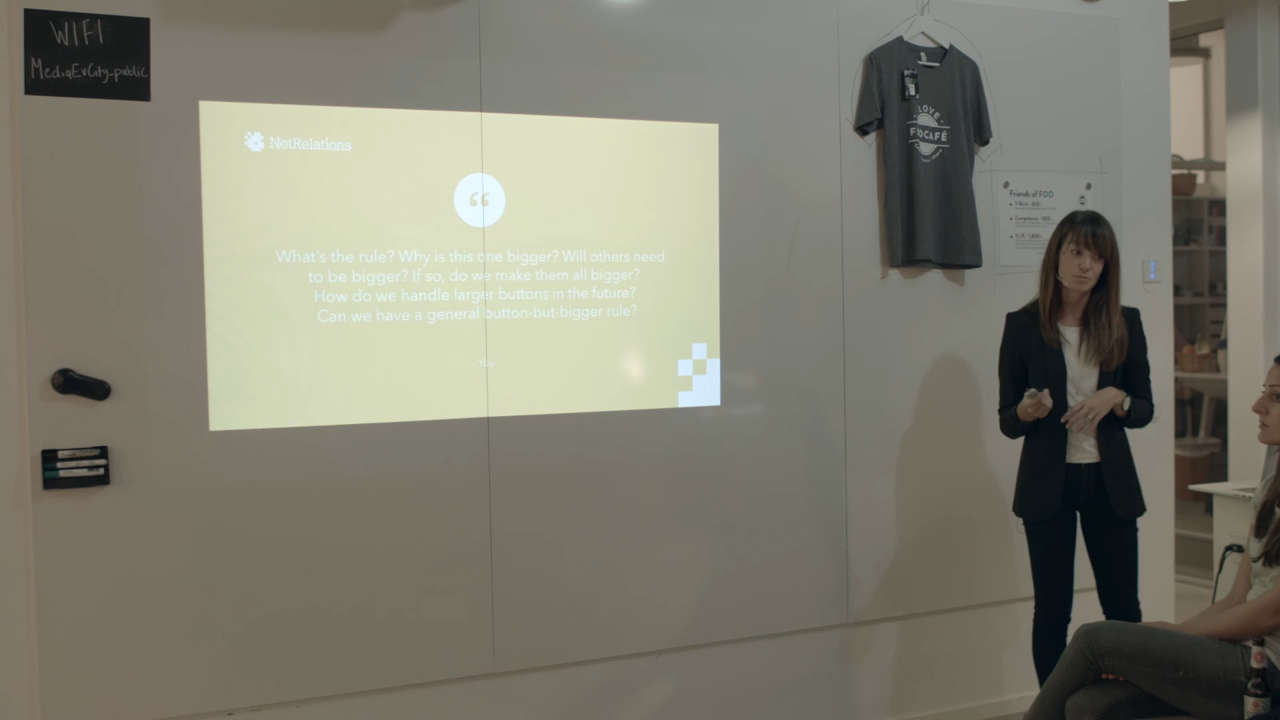 WIFI
MediaEvCity_public
NetRelations
“
What's the rule? Why is this one bigger? Will others need
to be bigger? If so, do we make them all bigger?
How do we handle larger buttons in the future?
Can we have a general button-but-bigger rule?
You
LOVE
FOOCAFÉ
Friends of FOO